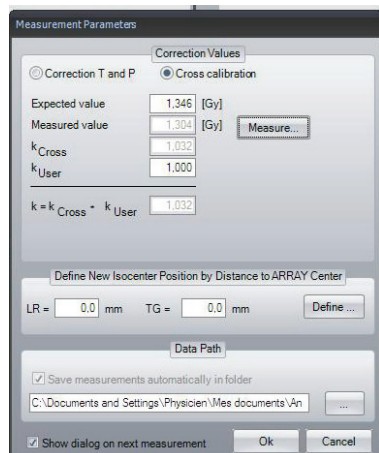 Measurement Parameters
Correction Values
Correction T and P Cross calibration
Expected value 1,346 [Gy]
Measured value 1,304 [Gy] Measure...
kCross 1,032
kUser 1,000
k = k Cross * k User 1,032
Define New Isocenter Position by Distance to ARRAY Center
LR = 0,0 mm TG = 0,0 mm Define ...
Data Path
Save measurements automatically in folder
C:\Documents and Settings\Physicien\Mes documents\An ...
Show dialog on next measurement Ok Cancel